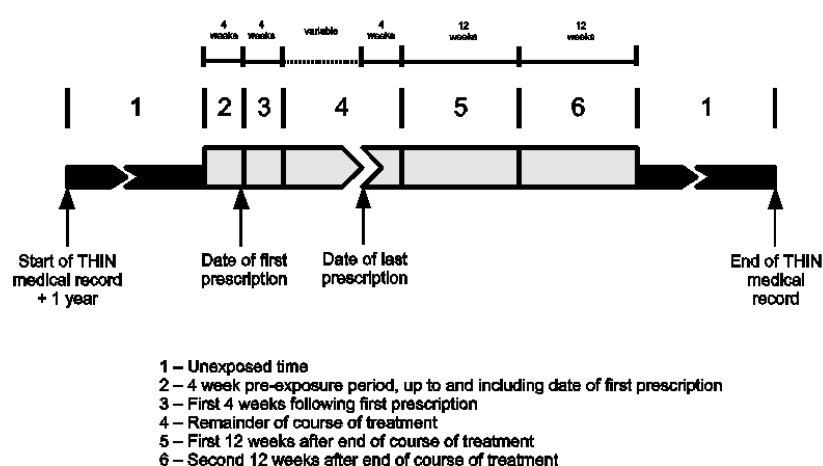 4 weeks
4 weeks
variable
4 weeks
12 weeks
12 weeks
1
2
3
4
5
6
1
Start of THIN
medical record
+ 1 year
Date of first
prescription
Date of last
prescription
End of THIN
medical
record
1 – Unexposed time
2 – 4 week pre-exposure period, up to and including date of first prescription
3 – First 4 weeks following first prescription
4 – Remainder of course of treatment
5 – First 12 weeks after end of course of treatment
6 – Second 12 weeks after end of course of treatment